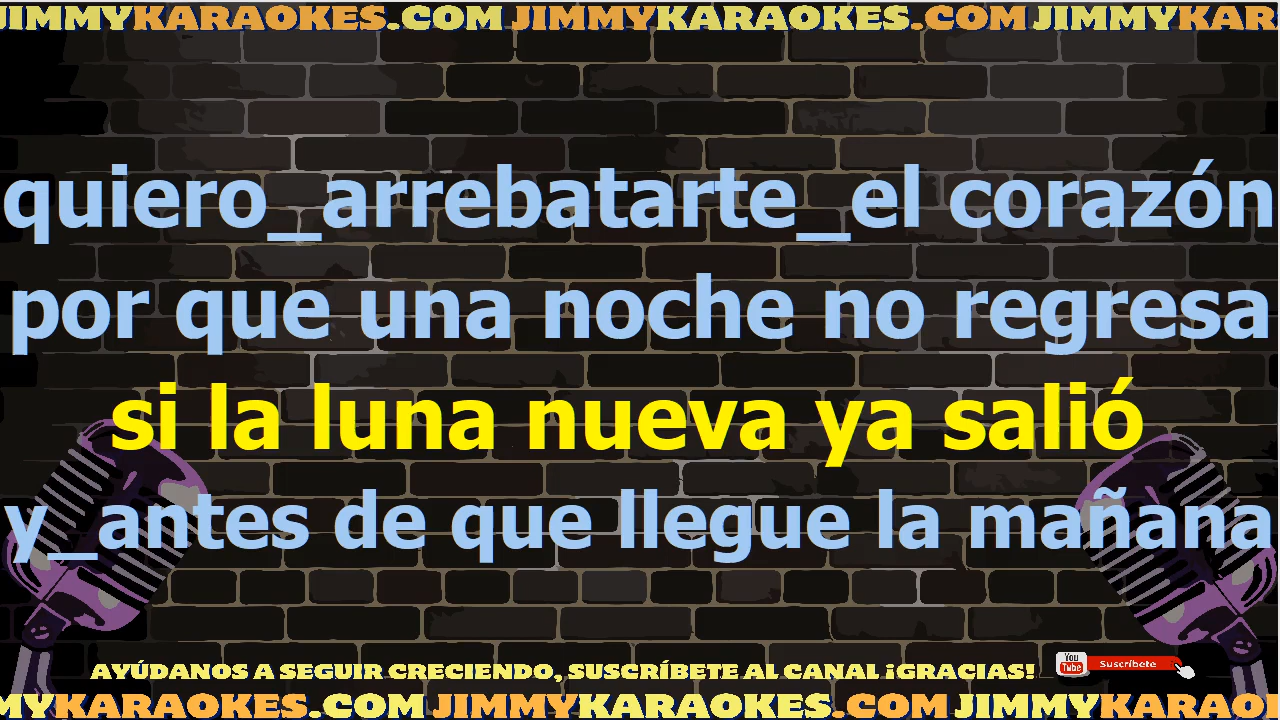 JIMMYKARAOKES.COM JIMMYKARAOKES.COM JIMMYKAR
quiero_arrebatarte_el corazón
por que una noche no regresa
si la luna nueva ya salió
y_antes de que llegue la mañana
AYÚDANOS A SEGUIR CRECIENDO, SUSCRÍBETE AL CANAL ¡GRACIAS!
You Tube Suscríbete
MYKARAOKES.COM JIMMYKARAOKES.COM JIMMYKARAOI